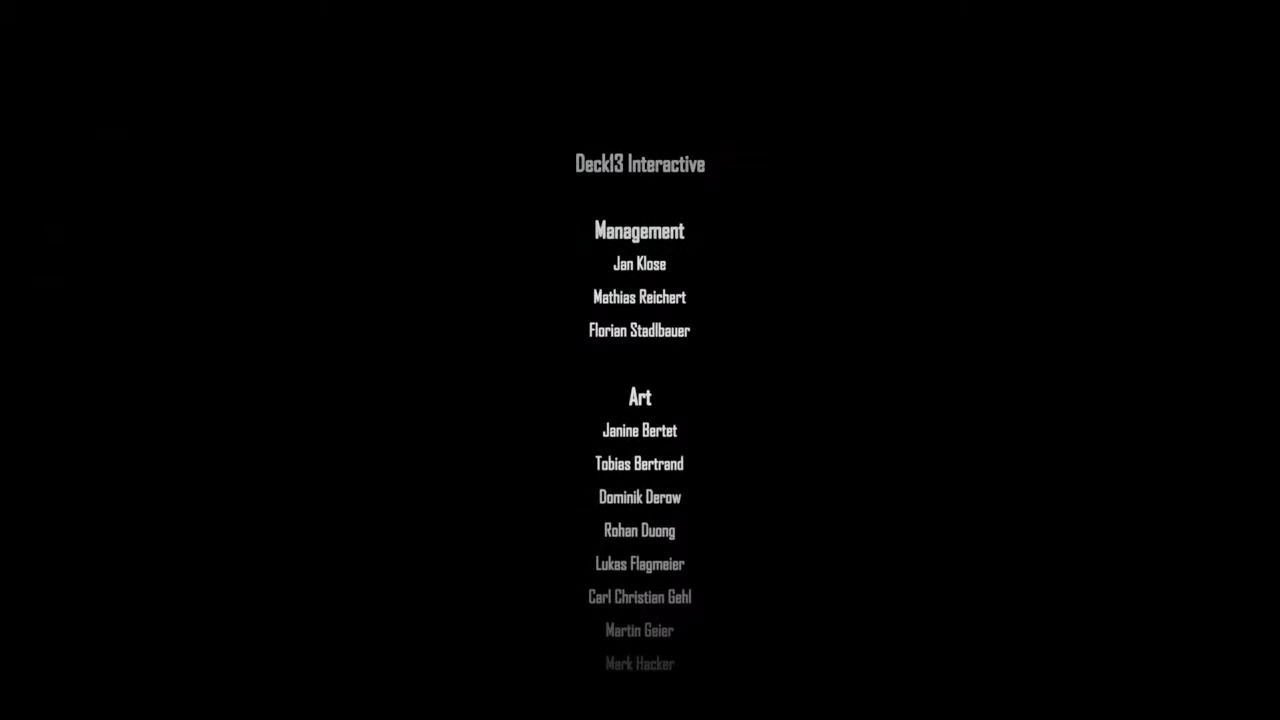 Deck13 Interactive
Management
Jan Klose
Mathias Reichert
Florian Stadlbauer
Art
Janine Bertet
Tobias Bertrand
Dominik Derow
Rohan Duong
Lukas Flagmeier
Carl Christian Gehl
Martin Geier
Mark Hacker